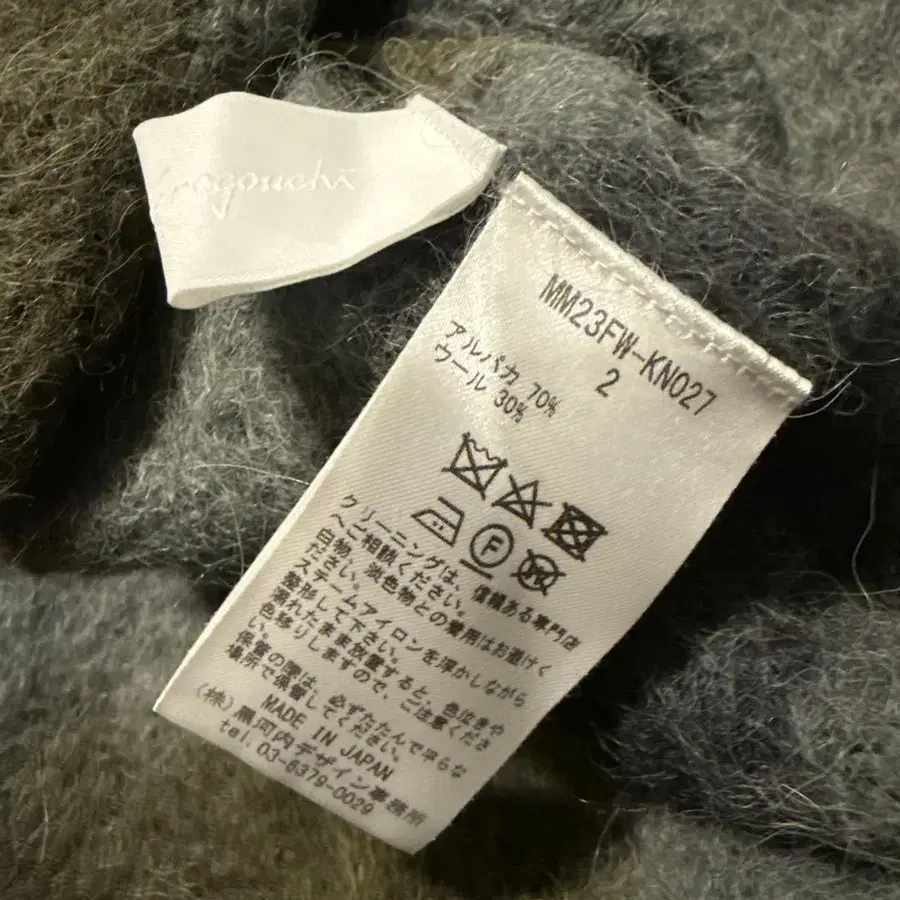 ogouchi
MM23FW-KN027
2
アルパカ 70%
ウール 30%
F
W
クリーニングは、信頼ある専門店
へご相談ください。
白物、淡色物との着用はお避けく
ださい。
スチームアイロンを浮かしながら
整形して下さい。
濡れたまま放置すると、色泣きや
色移りしますので、ご注意くださ
い。
保管の際は、必ずたたんで平らな
場所で保管してください。
MADE IN JAPAN
(株)黒河内デザイン事務所
tel.03-6379-0029